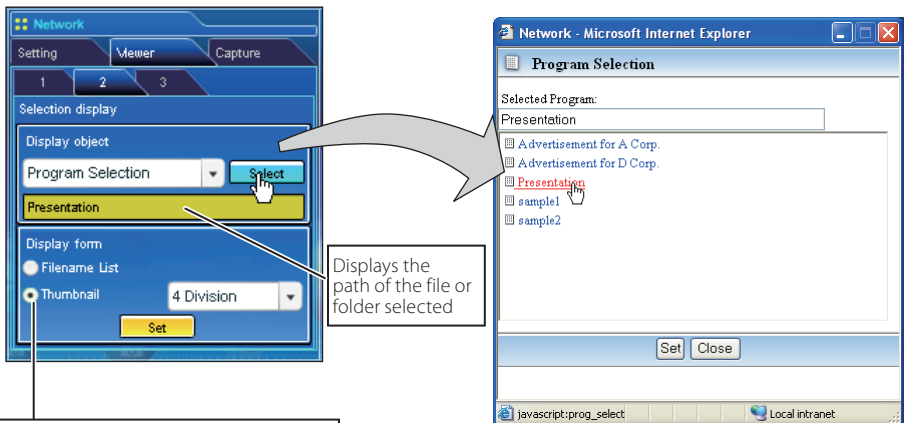 Network
Setting Viewer Capture
1 2 3
Selection display
Display object
Program Selection Select
Presentation
Display form
Filename List
Thumbnail 4 Division
Set
Displays the
path of the file or
folder selected
Network - Microsoft Internet Explorer
Program Selection
Selected Program:
Presentation
Advertisement for A Corp.
Advertisement for D Corp.
Presentation
sample1
sample2
Set Close
javascript:prog_select Local intranet